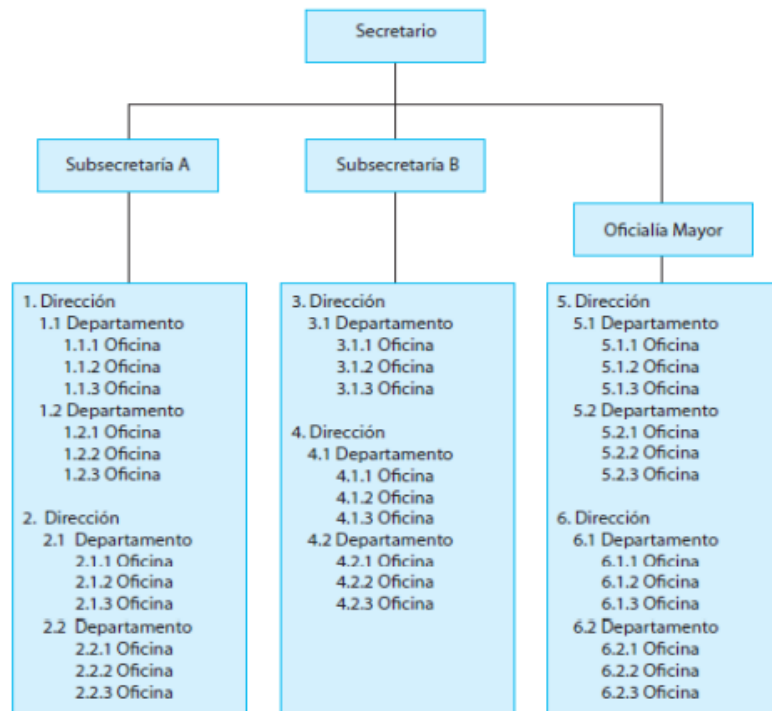 Secretario
Subsecretaría A
Subsecretaría B
Oficialía Mayor
1. Dirección
1.1 Departamento
1.1.1 Oficina
1.1.2 Oficina
1.1.3 Oficina
1.2 Departamento
1.2.1 Oficina
1.2.2 Oficina
1.2.3 Oficina
2. Dirección
2.1 Departamento
2.1.1 Oficina
2.1.2 Oficina
2.1.3 Oficina
2.2 Departamento
2.2.1 Oficina
2.2.2 Oficina
2.2.3 Oficina
3. Dirección
3.1 Departamento
3.1.1 Oficina
3.1.2 Oficina
3.1.3 Oficina
4. Dirección
4.1 Departamento
4.1.1 Oficina
4.1.2 Oficina
4.1.3 Oficina
4.2 Departamento
4.2.1 Oficina
4.2.2 Oficina
4.2.3 Oficina
5. Dirección
5.1 Departamento
5.1.1 Oficina
5.1.2 Oficina
5.1.3 Oficina
5.2 Departamento
5.2.1 Oficina
5.2.2 Oficina
5.2.3 Oficina
6. Dirección
6.1 Departamento
6.1.1 Oficina
6.1.2 Oficina
6.1.3 Oficina
6.2 Departamento
6.2.1 Oficina
6.2.2 Oficina
6.2.3 Oficina